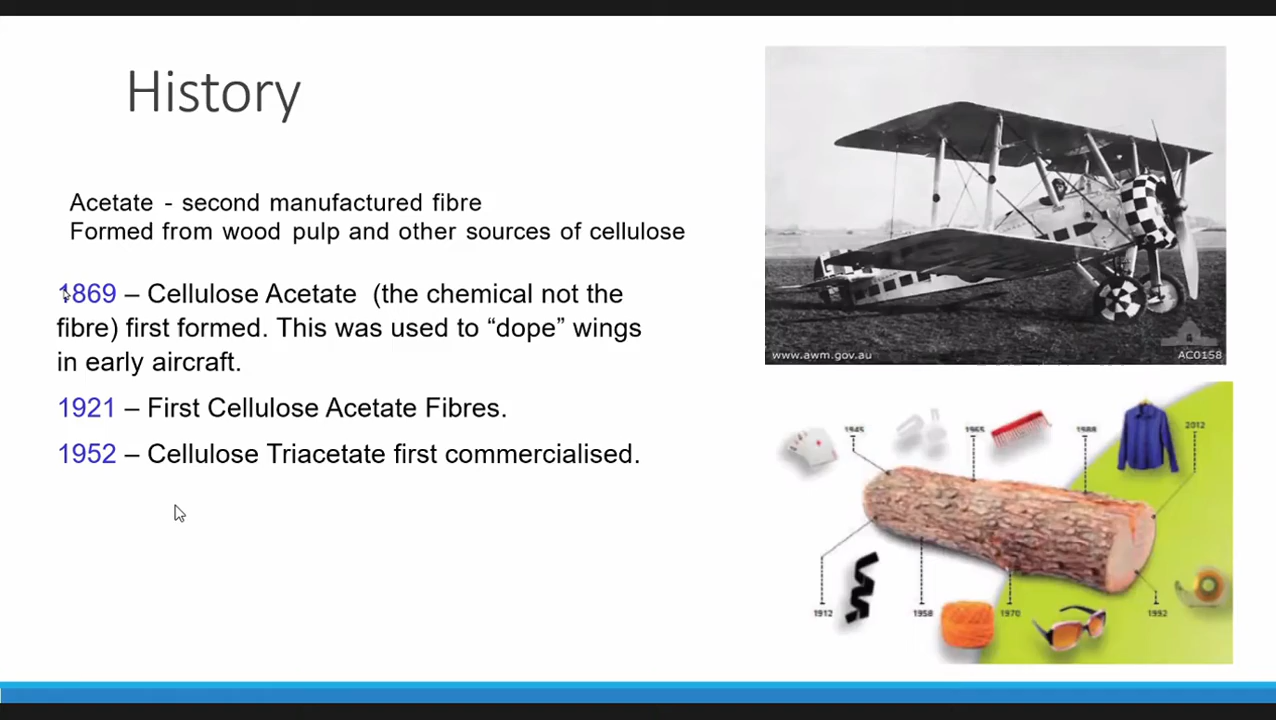 History
Acetate - second manufactured fibre
Formed from wood pulp and other sources of cellulose
1869 – Cellulose Acetate (the chemical not the
fibre) first formed. This was used to “dope” wings
in early aircraft.
1921 – First Cellulose Acetate Fibres.
1952 – Cellulose Triacetate first commercialised.
www.awm.gov.au
AC0158
1945
1965
1988
2012
1912
1958
1970
1992